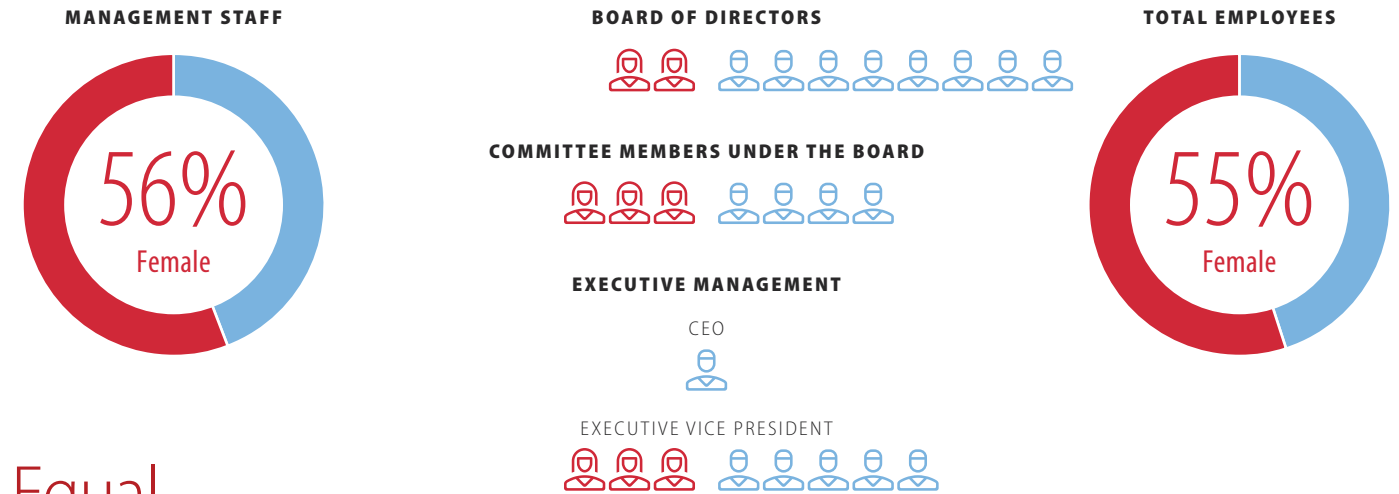 MANAGEMENT STAFF
56%
Female
BOARD OF DIRECTORS
COMMITTEE MEMBERS UNDER THE BOARD
EXECUTIVE MANAGEMENT
CEO
EXECUTIVE VICE PRESIDENT
TOTAL EMPLOYEES
55%
Female
Equal